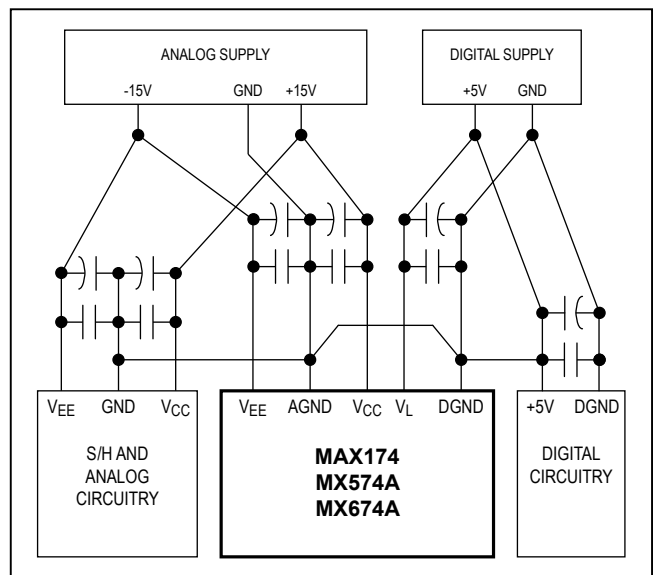 ANALOG SUPPLY
-15V GND +15V
DIGITAL SUPPLY
+5V GND
VEE GND VCC
S/H AND
ANALOG
CIRCUITRY
VEE AGND VCC VL DGND
MAX174
MX574A
MX674A
+5V DGND
DIGITAL
CIRCUITRY